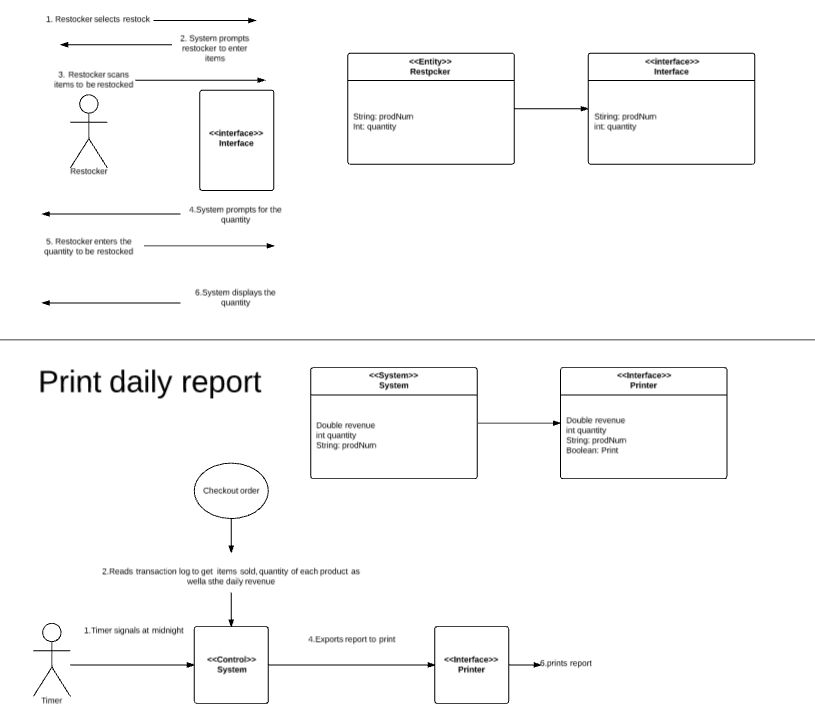 1. Restocker selects restock
2. System prompts
restocker to enter
items
3. Restocker scans
items to be restocked
Restocker
<<interface>>
Interface
4.System prompts for the
quantity
5. Restocker enters the
quantity to be restocked
6.System displays the
quantity
<<Entity>>
Restpcker
String: prodNum
Int: quantity
<<interface>>
Interface
Stiring: prodNum
int: quantity
Print daily report
<<System>>
System
Double revenue
int quantity
String: prodNum
<<Interface>>
Printer
Double revenue
int quantity
String: prodNum
Boolean: Print
Checkout order
2.Reads transaction log to get items sold, quantity of each product as
wella sthe daily revenue
1.Timer signals at midnight
Timer
<<Control>>
System
4.Exports report to print
<<Interface>>
Printer
5.prints report